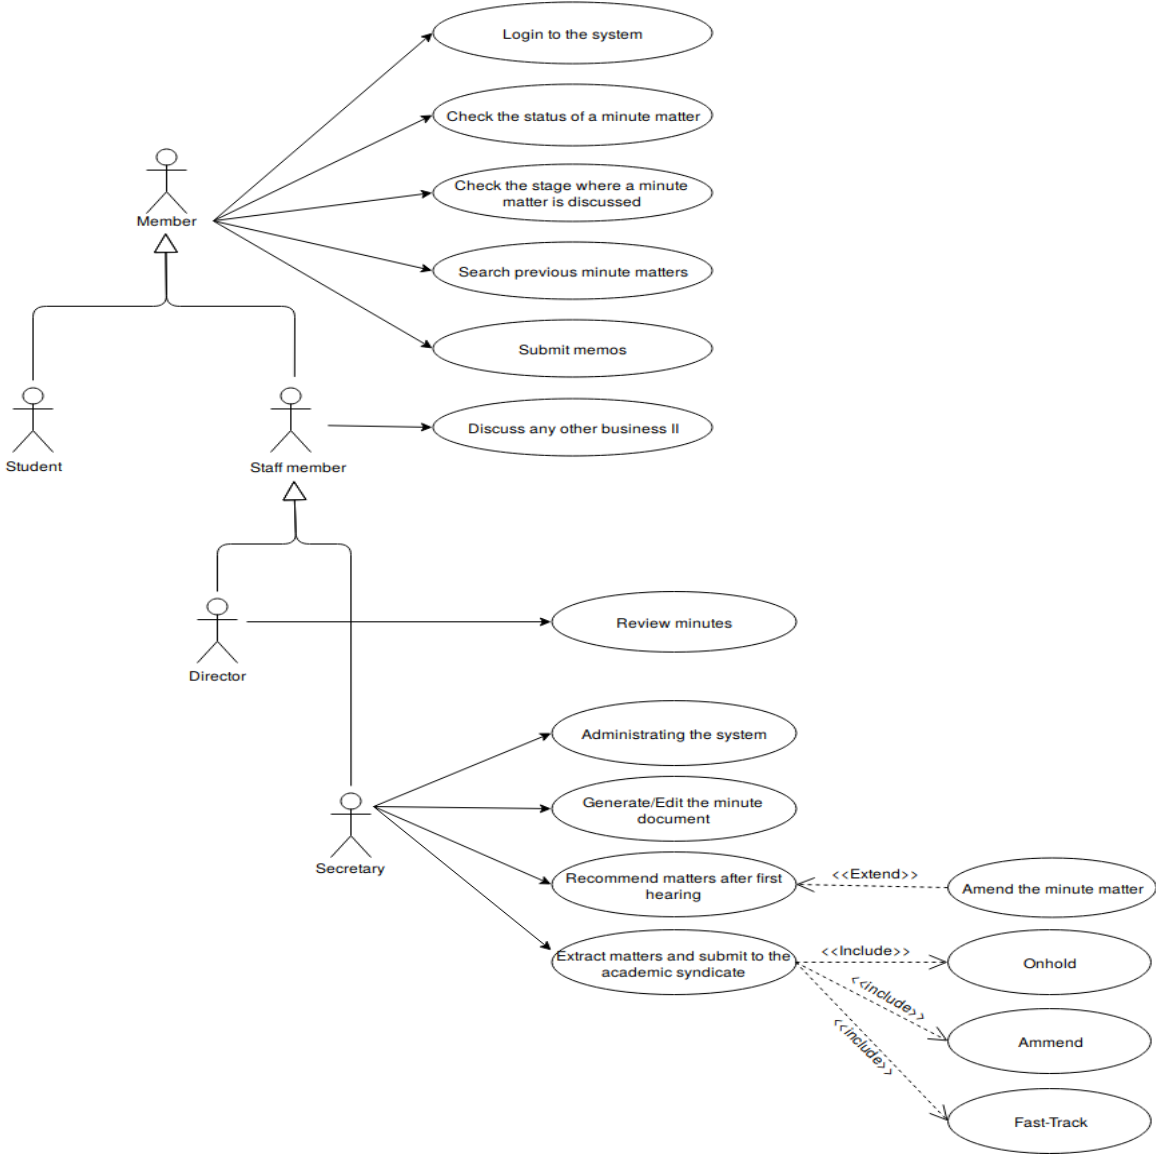 Login to the system
Check the status of a minute matter
Check the stage where a minute
matter is discussed
Member
Search previous minute matters
Submit memos
Discuss any other business II
Student
Staff member
Review minutes
Director
Administrating the system
Generate/Edit the minute
document
Secretary
Recommend matters after first
hearing
<<Extend>>
Amend the minute matter
Extract matters and submit to the
academic syndicate
<<Include>>
Onhold
<<include>>
Ammend
<<include>>
Fast-Track